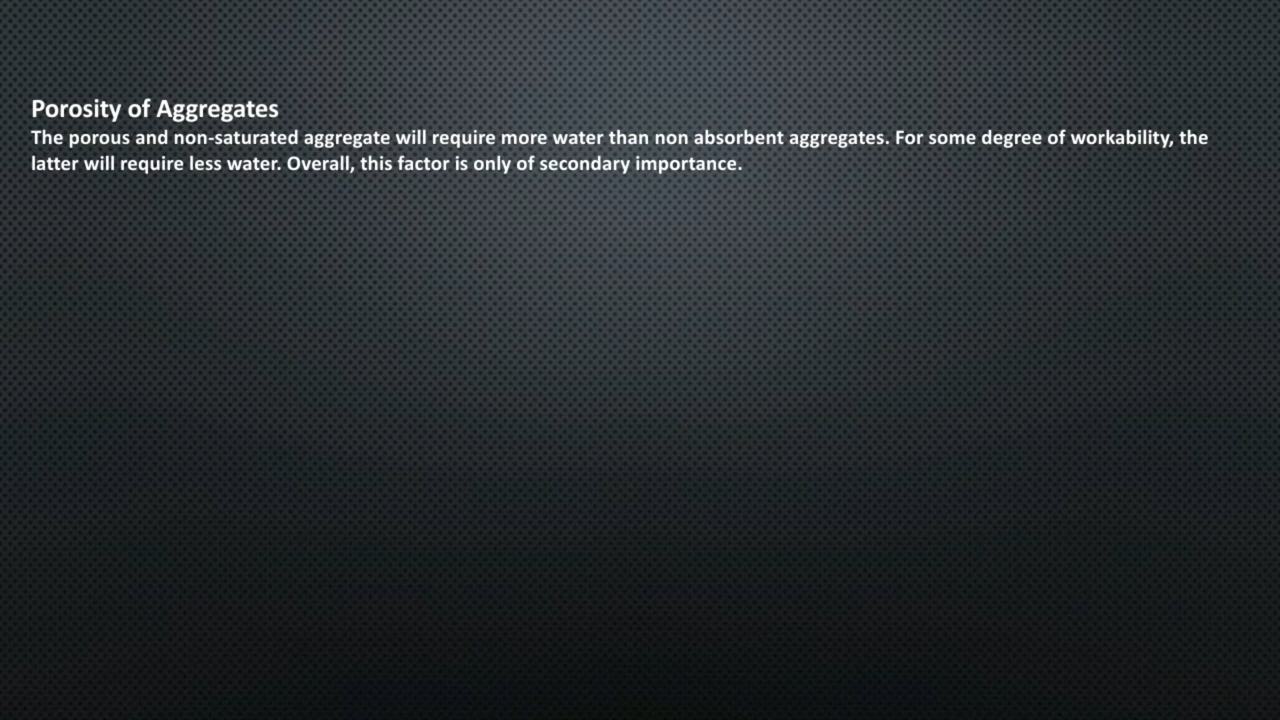 Porosity of Aggregates
The porous and non-saturated aggregate will require more water than non absorbent aggregates. For some degree of workability, the
latter will require less water. Overall, this factor is only of secondary importance.